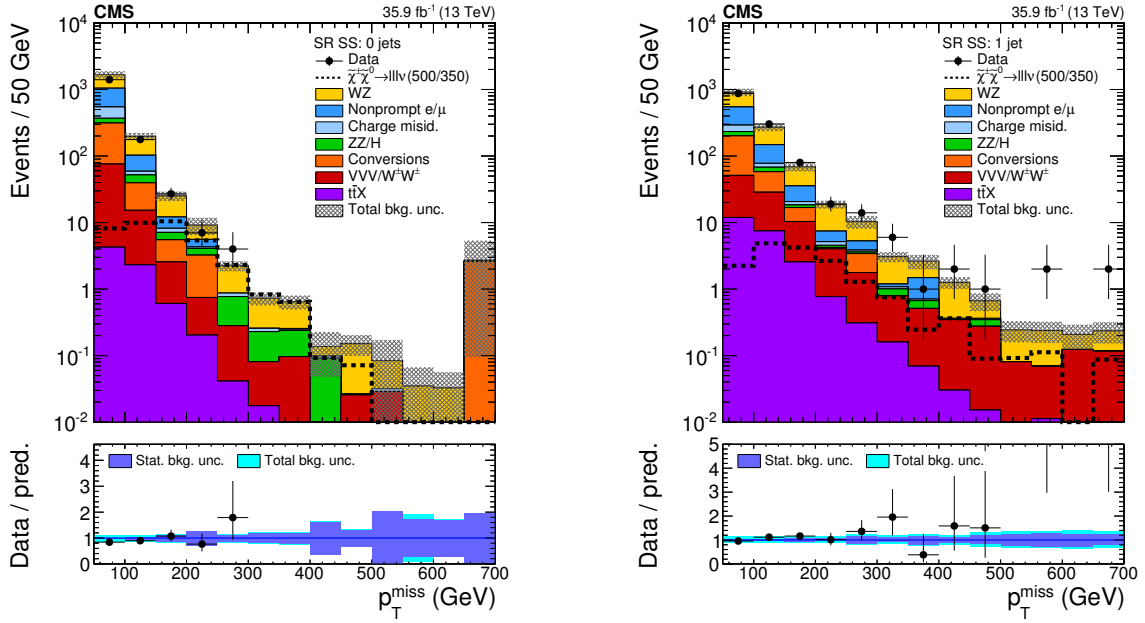 CMS 35.9 fb⁻¹ (13 TeV)
SR SS: 0 jets
Data
χ̃±χ̃⁰→lllν (500/350)
WZ
Nonprompt e/μ
Charge misid.
ZZ/H
Conversions
VVV/W±W±
tt̄X
Total bkg. unc.
Events / 50 GeV
10⁴
10³
10²
10
1
10⁻¹
10⁻²
Stat. bkg. unc. Total bkg. unc.
Data / pred.
4
3
2
1
0
100 200 300 400 500 600 700
p_T^miss (GeV)
CMS 35.9 fb⁻¹ (13 TeV)
SR SS: 1 jet
Data
χ̃±χ̃⁰→lllν (500/350)
WZ
Nonprompt e/μ
Charge misid.
ZZ/H
Conversions
VVV/W±W±
tt̄X
Total bkg. unc.
Events / 50 GeV
10⁴
10³
10²
10
1
10⁻¹
10⁻²
Stat. bkg. unc. Total bkg. unc.
Data / pred.
5
4
3
2
1
0
100 200 300 400 500 600 700
p_T^miss (GeV)